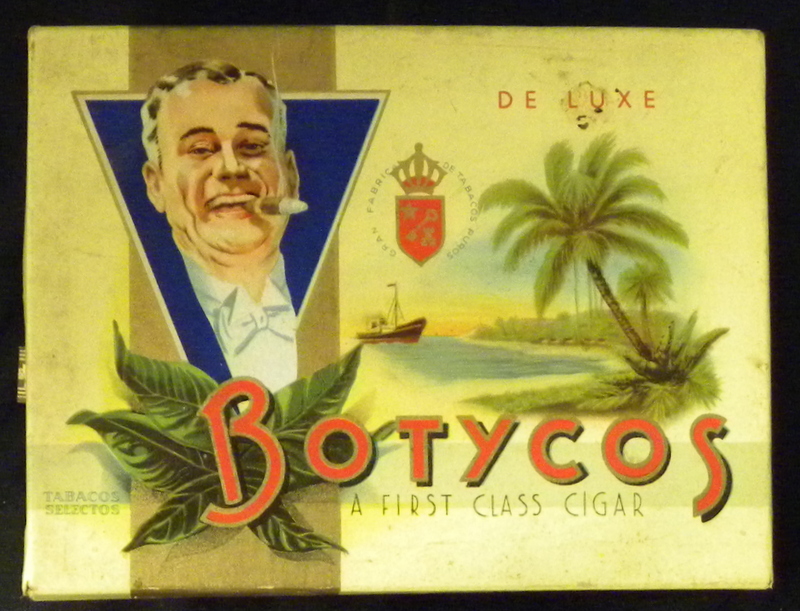 DE LUXE
GRAN FABRICA DE TABACOS PUROS
BOTYCOS
A FIRST CLASS CIGAR
TABACOS
SELECTOS